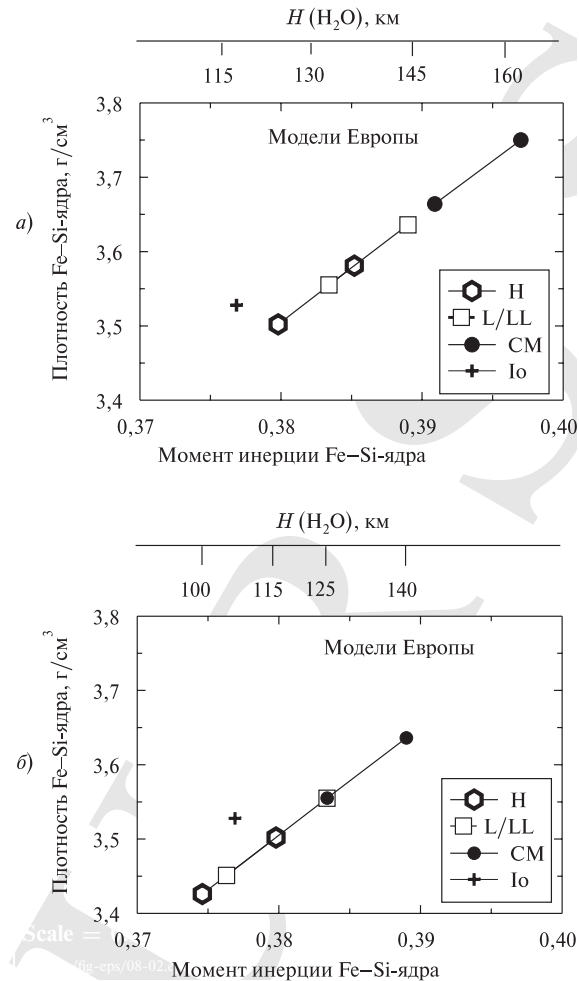 H (H₂O), км
115 130 145 160
3,8
3,7
3,6
3,5
3,4
Плотность Fe–Si-ядра, г/см³
а)
Модели Европы
H
L/LL
CM
Io
0,37 0,38 0,39 0,40
Момент инерции Fe–Si-ядра
H (H₂O), км
100 115 125 140
3,8
3,7
3,6
3,5
3,4
Плотность Fe–Si-ядра, г/см³
б)
Модели Европы
H
L/LL
CM
Io
0,37 0,38 0,39 0,40
Scale =
/fig-eps/08-02.
Момент инерции Fe–Si-ядра